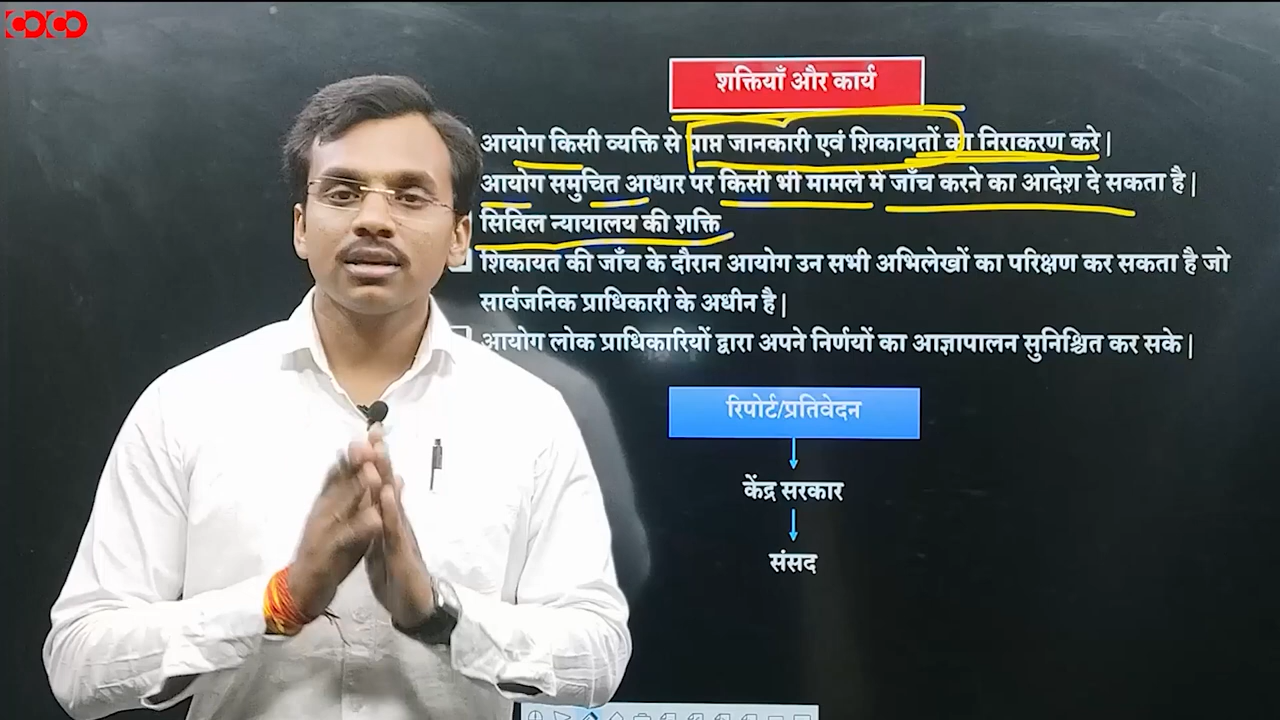 शक्तियाँ और कार्य
आयोग किसी व्यक्ति से प्राप्त जानकारी एवं शिकायतों का निराकरण करे |
आयोग समुचित आधार पर किसी भी मामले में जाँच करने का आदेश दे सकता है |
सिविल न्यायालय की शक्ति
शिकायत की जाँच के दौरान आयोग उन सभी अभिलेखों का परिक्षण कर सकता है जो
सार्वजनिक प्राधिकारी के अधीन है |
आयोग लोक प्राधिकारियों द्वारा अपने निर्णयों का आज्ञापालन सुनिश्चित कर सके |
रिपोर्ट/प्रतिवेदन
केंद्र सरकार
संसद